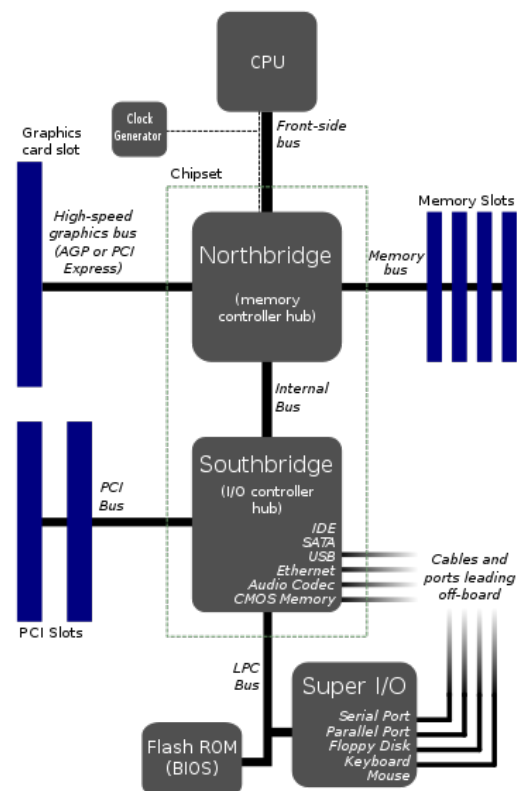 CPU
Clock
Generator
Front-side
bus
Graphics
card slot
Chipset
High-speed
graphics bus
(AGP or PCI
Express)
Northbridge
(memory
controller hub)
Memory
bus
Memory Slots
Internal
Bus
Southbridge
(I/O controller
hub)
PCI
Bus
IDE
SATA
USB
Ethernet
Audio Codec
CMOS Memory
Cables and
ports leading
off-board
PCI Slots
LPC
Bus
Super I/O
Serial Port
Parallel Port
Floppy Disk
Keyboard
Mouse
Flash ROM
(BIOS)